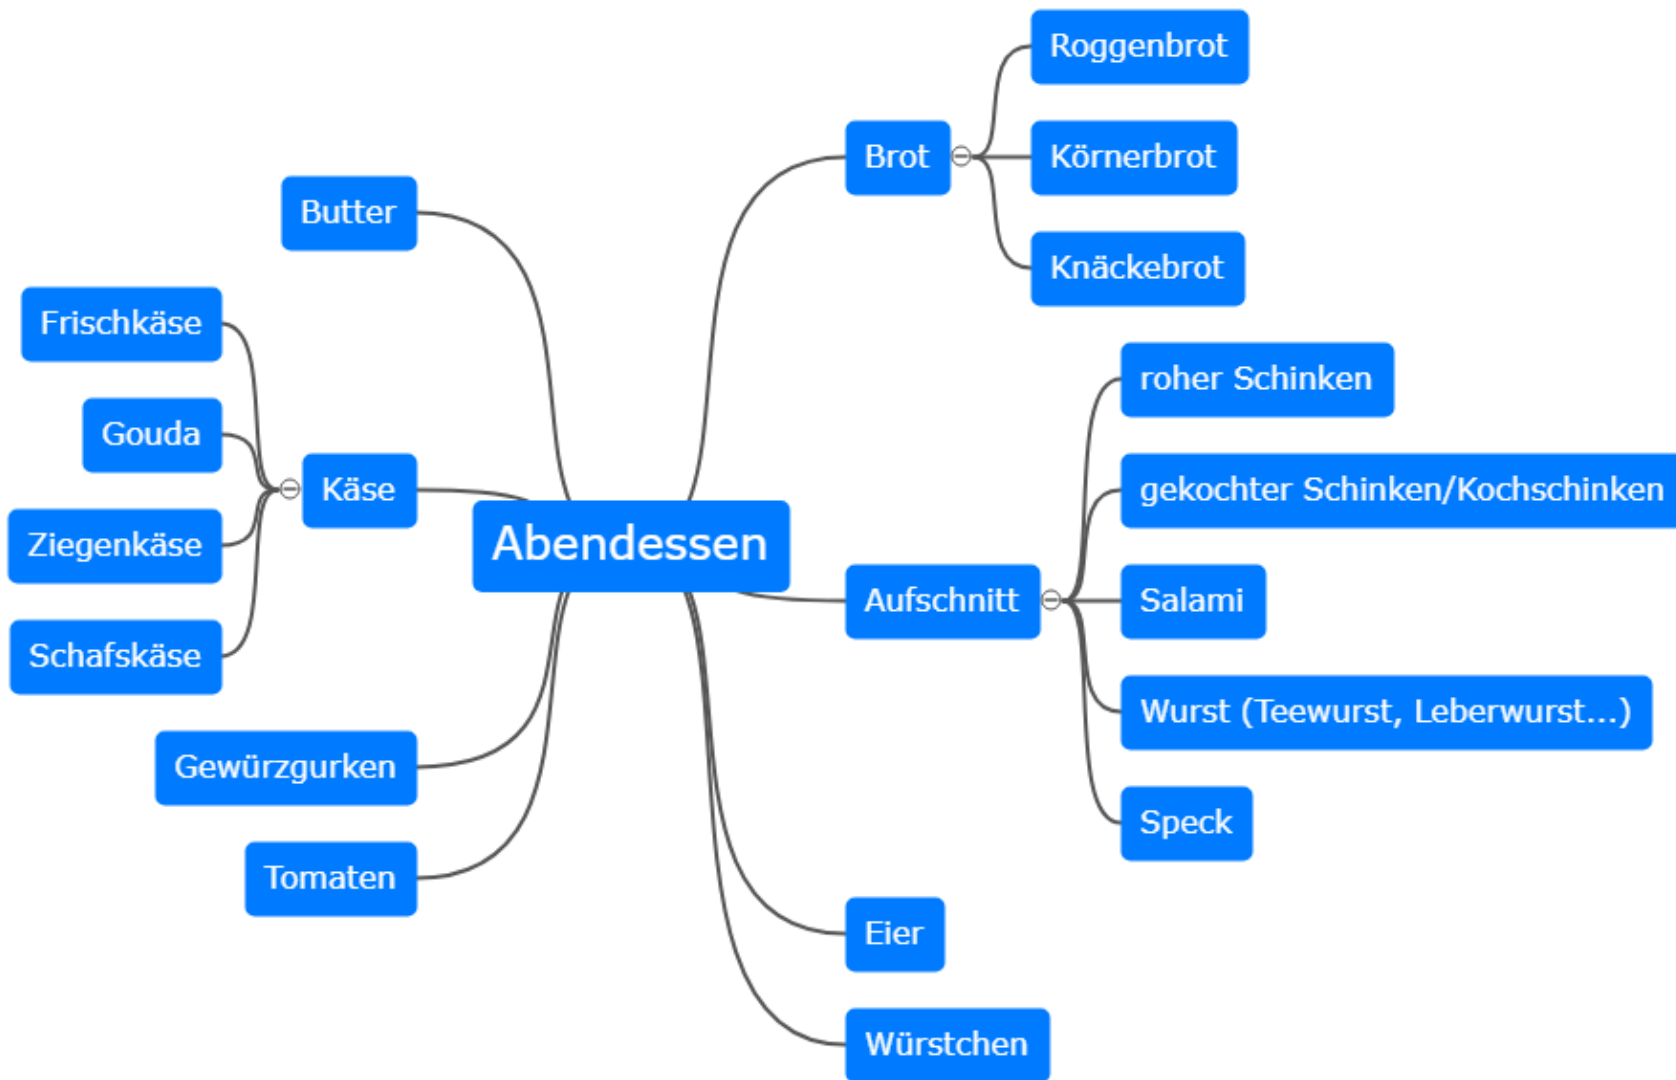 Abendessen
Brot
Roggenbrot
Körnerbrot
Knäckebrot
Aufschnitt
roher Schinken
gekochter Schinken/Kochschinken
Salami
Wurst (Teewurst, Leberwurst...)
Speck
Eier
Würstchen
Butter
Käse
Frischkäse
Gouda
Ziegenkäse
Schafskäse
Gewürzgurken
Tomaten